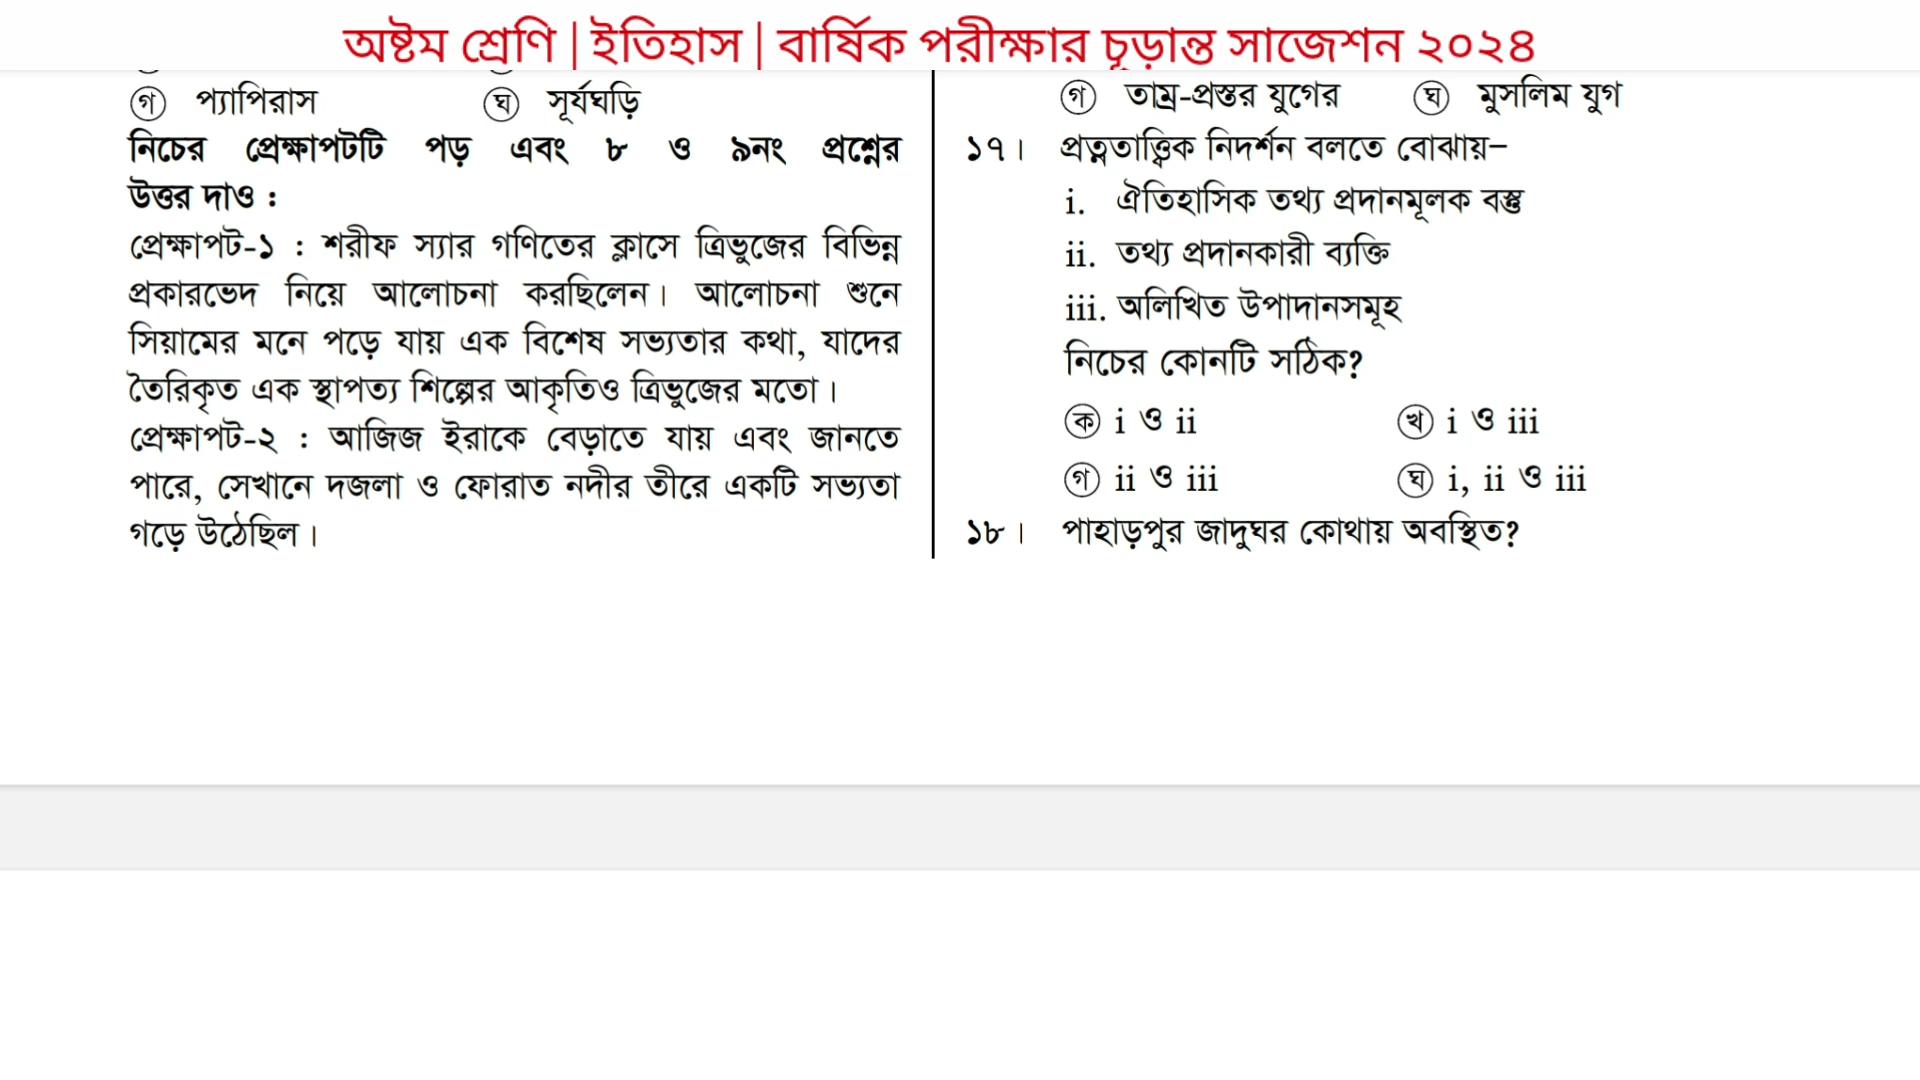 অষ্টম শ্রেণি | ইতিহাস | বার্ষিক পরীক্ষার চূড়ান্ত সাজেশন ২০২৪
গ প্যাপিরাস ঘ সূর্যঘড়ি
নিচের প্রেক্ষাপটটি পড় এবং ৮ ও ৯নং প্রশ্নের
উত্তর দাও :
প্রেক্ষাপট-১ : শরীফ স্যার গণিতের ক্লাসে ত্রিভুজের বিভিন্ন
প্রকারভেদ নিয়ে আলোচনা করছিলেন। আলোচনা শুনে
সিয়ামের মনে পড়ে যায় এক বিশেষ সভ্যতার কথা, যাদের
তৈরিকৃত এক স্থাপত্য শিল্পের আকৃতিও ত্রিভুজের মতো।
প্রেক্ষাপট-২ : আজিজ ইরাকে বেড়াতে যায় এবং জানতে
পারে, সেখানে দজলা ও ফোরাত নদীর তীরে একটি সভ্যতা
গড়ে উঠেছিল।
গ তাম্র-প্রস্তর যুগের ঘ মুসলিম যুগ
১৭। প্রত্নতাত্ত্বিক নিদর্শন বলতে বোঝায়–
i. ঐতিহাসিক তথ্য প্রদানমূলক বস্তু
ii. তথ্য প্রদানকারী ব্যক্তি
iii. অলিখিত উপাদানসমূহ
নিচের কোনটি সঠিক?
ক i ও ii খ i ও iii
গ ii ও iii ঘ i, ii ও iii
১৮। পাহাড়পুর জাদুঘর কোথায় অবস্থিত?